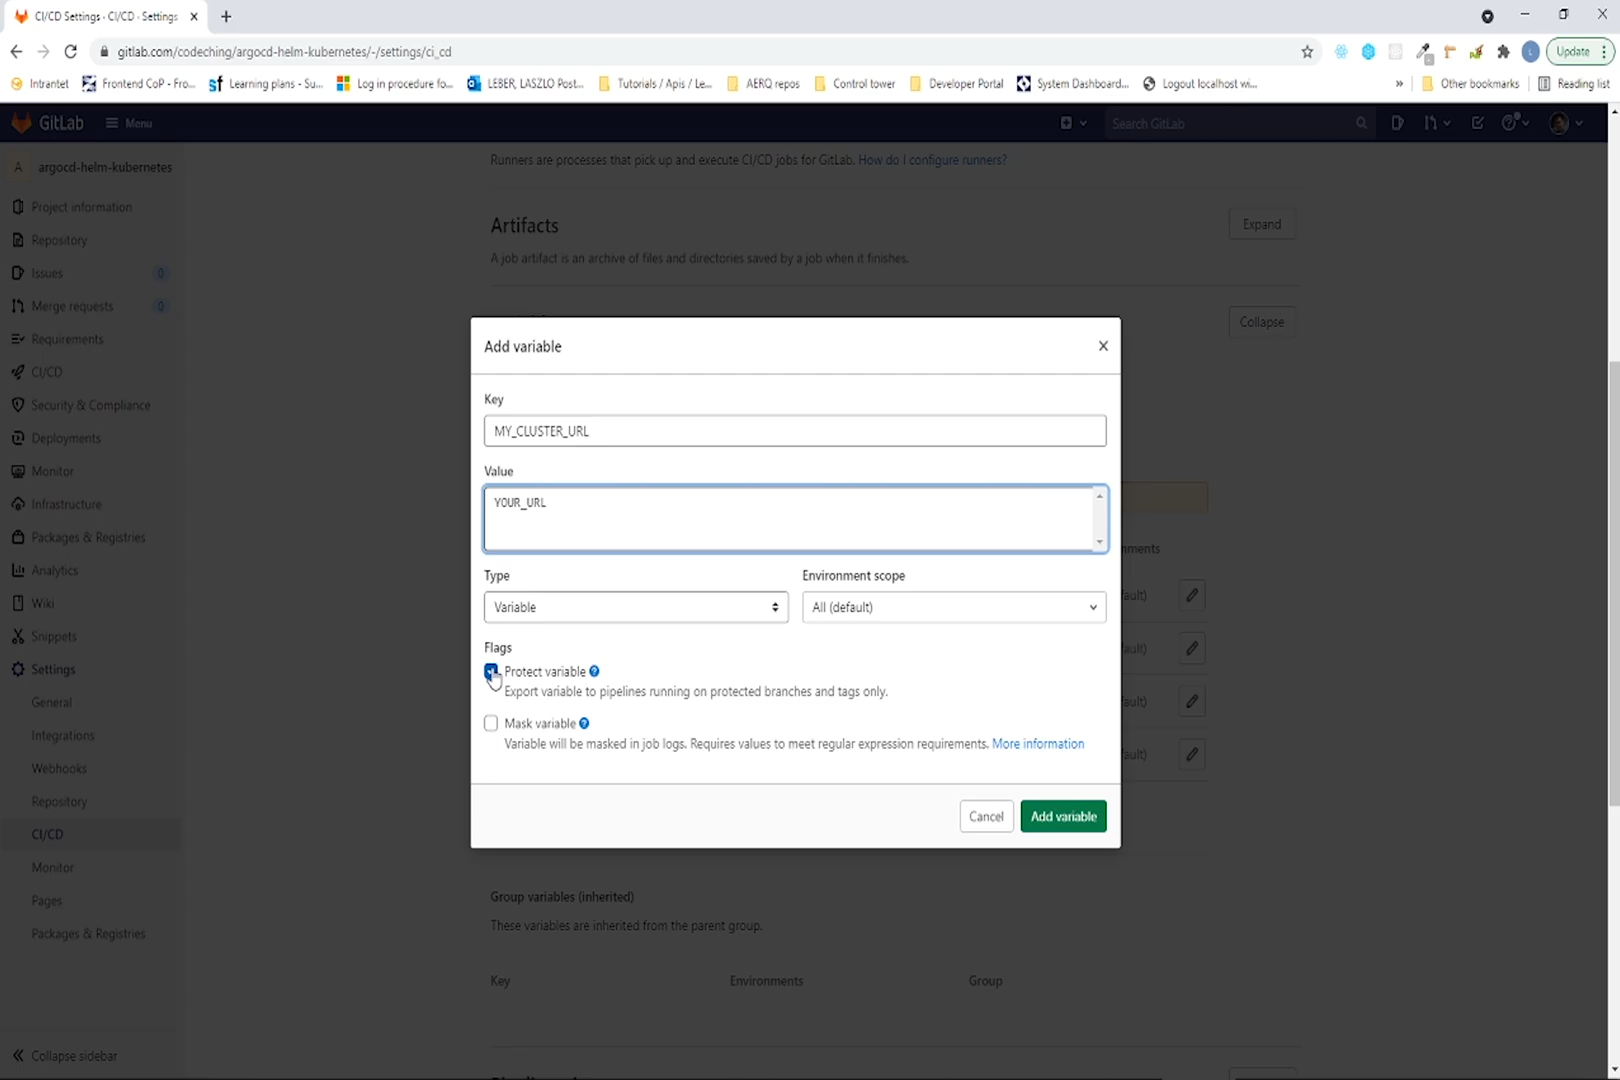 CI/CD Settings · CI/CD · Settings
gitlab.com/codeching/argocd-helm-kubernetes/-/settings/ci_cd
Update
Intranet
Frontend CoP - Fro...
Learning plans - Su...
Log in procedure fo...
LEBER, LASZLO Post...
Tutorials / Apis / Le...
AERQ repos
Control tower
Developer Portal
System Dashboard...
Logout localhost wi...
»
Other bookmarks
Reading list
GitLab
Menu
Search GitLab
A argocd-helm-kubernetes
Project information
Repository
Issues 0
Merge requests 0
Requirements
CI/CD
Security & Compliance
Deployments
Monitor
Infrastructure
Packages & Registries
Analytics
Wiki
Snippets
Settings
General
Integrations
Webhooks
Repository
CI/CD
Monitor
Pages
Packages & Registries
Collapse sidebar
Runners are processes that pick up and execute CI/CD jobs for GitLab. How do I configure runners?
Artifacts
Expand
A job artifact is an archive of files and directories saved by a job when it finishes.
Collapse
Add variable
Key
MY_CLUSTER_URL
Value
YOUR_URL
Type
Environment scope
Variable
All (default)
Flags
Protect variable
Export variable to pipelines running on protected branches and tags only.
Mask variable
Variable will be masked in job logs. Requires values to meet regular expression requirements. More information
Cancel
Add variable
Group variables (inherited)
These variables are inherited from the parent group.
Key
Environments
Group